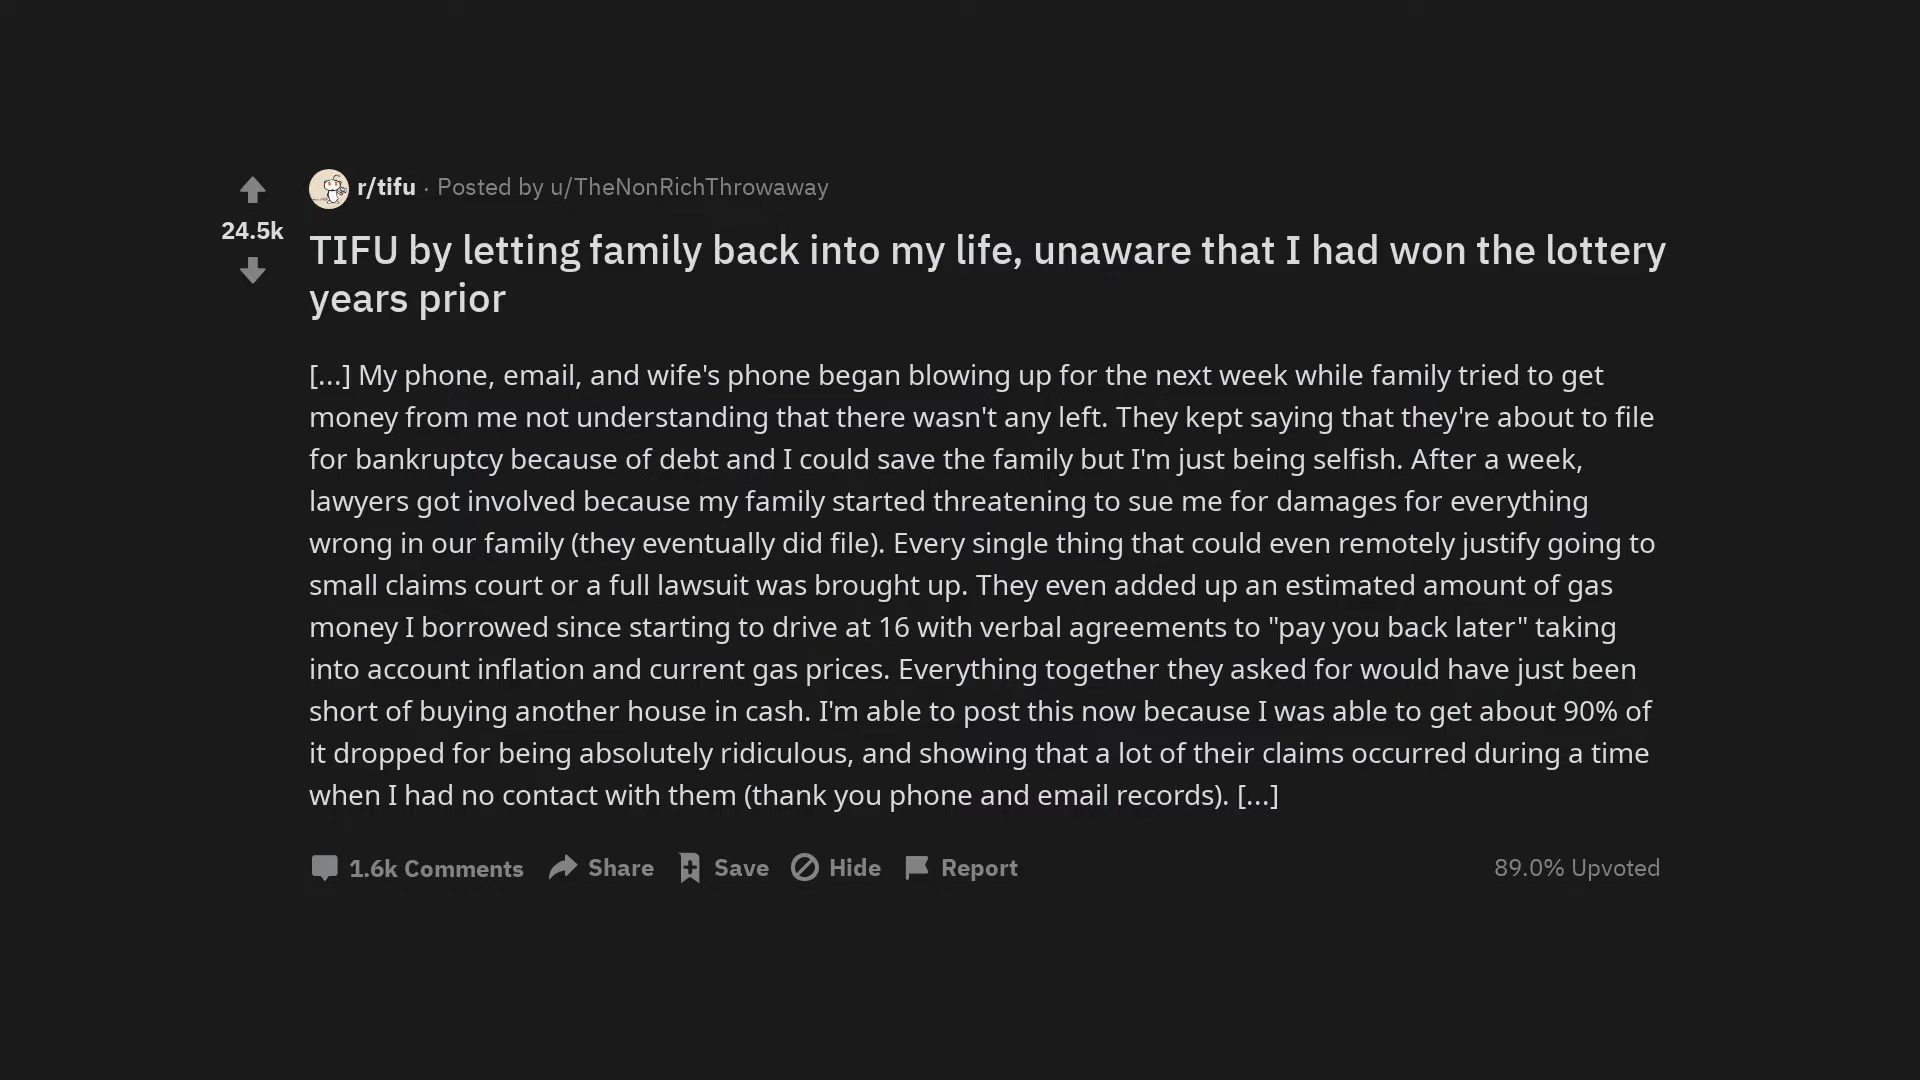 r/tifu · Posted by u/TheNonRichThrowaway
24.5k
TIFU by letting family back into my life, unaware that I had won the lottery
years prior
[...] My phone, email, and wife's phone began blowing up for the next week while family tried to get
money from me not understanding that there wasn't any left. They kept saying that they're about to file
for bankruptcy because of debt and I could save the family but I'm just being selfish. After a week,
lawyers got involved because my family started threatening to sue me for damages for everything
wrong in our family (they eventually did file). Every single thing that could even remotely justify going to
small claims court or a full lawsuit was brought up. They even added up an estimated amount of gas
money I borrowed since starting to drive at 16 with verbal agreements to "pay you back later" taking
into account inflation and current gas prices. Everything together they asked for would have just been
short of buying another house in cash. I'm able to post this now because I was able to get about 90% of
it dropped for being absolutely ridiculous, and showing that a lot of their claims occurred during a time
when I had no contact with them (thank you phone and email records). [...]
1.6k Comments Share Save Hide Report 89.0% Upvoted